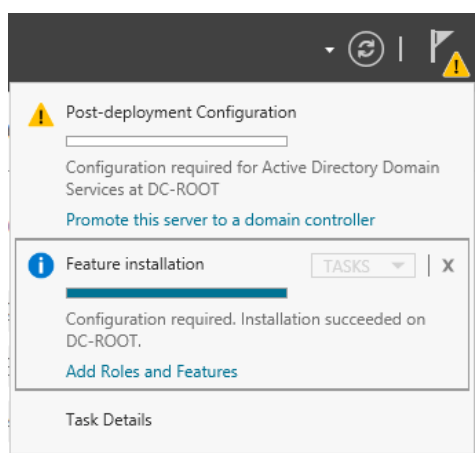 Post-deployment Configuration
Configuration required for Active Directory Domain
Services at DC-ROOT
Promote this server to a domain controller
Feature installation
TASKS
X
Configuration required. Installation succeeded on
DC-ROOT.
Add Roles and Features
Task Details